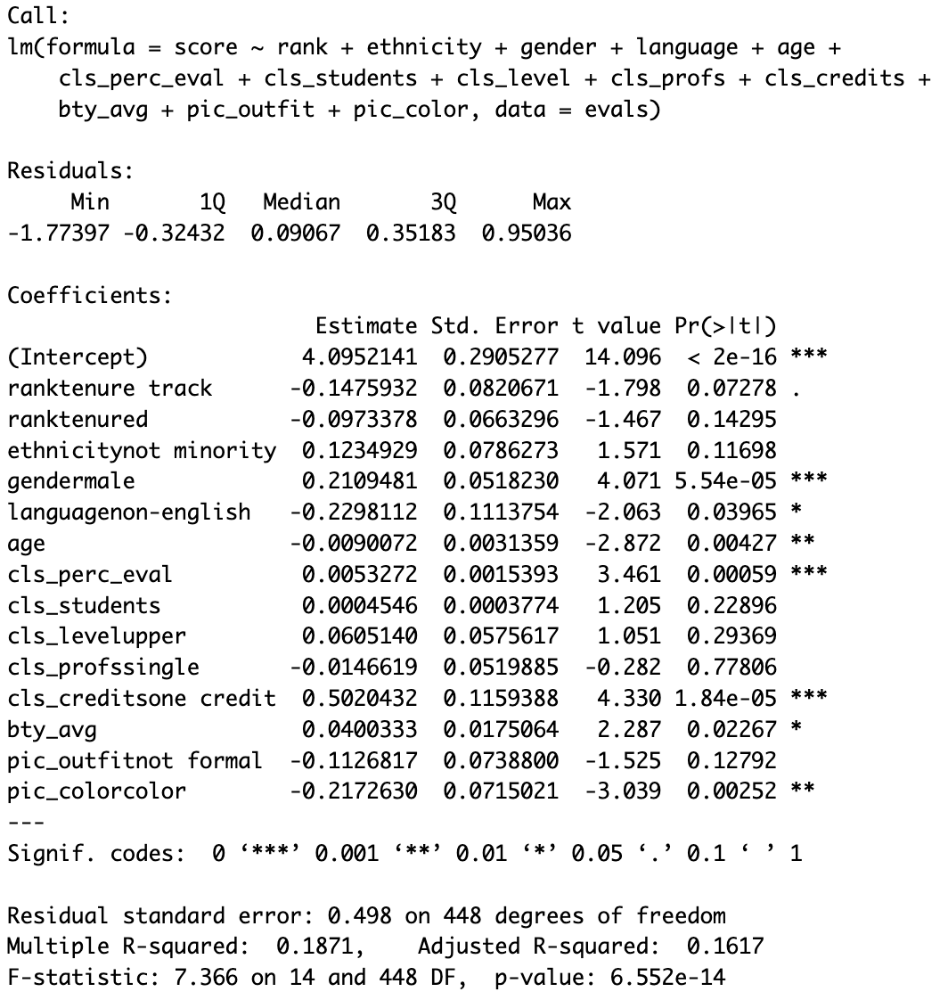 Call:
lm(formula = score ~ rank + ethnicity + gender + language + age +
    cls_perc_eval + cls_students + cls_level + cls_profs + cls_credits +
    bty_avg + pic_outfit + pic_color, data = evals)

Residuals:
     Min       1Q   Median       3Q      Max
-1.77397 -0.32432  0.09067  0.35183  0.95036

Coefficients:
                        Estimate Std. Error t value Pr(>|t|)
(Intercept)            4.0952141  0.2905277  14.096  < 2e-16 ***
ranktenure track      -0.1475932  0.0820671  -1.798  0.07278 .
ranktenured           -0.0973378  0.0663296  -1.467  0.14295
ethnicitynot minority  0.1234929  0.0786273   1.571  0.11698
gendermale             0.2109481  0.0518230   4.071 5.54e-05 ***
languagenon-english   -0.2298112  0.1113754  -2.063  0.03965 *
age                   -0.0090072  0.0031359  -2.872  0.00427 **
cls_perc_eval          0.0053272  0.0015393   3.461  0.00059 ***
cls_students           0.0004546  0.0003774   1.205  0.22896
cls_levelupper         0.0605140  0.0575617   1.051  0.29369
cls_profssingle       -0.0146619  0.0519885  -0.282  0.77806
cls_creditsone credit  0.5020432  0.1159388   4.330 1.84e-05 ***
bty_avg                0.0400333  0.0175064   2.287  0.02267 *
pic_outfitnot formal  -0.1126817  0.0738800  -1.525  0.12792
pic_colorcolor        -0.2172630  0.0715021  -3.039  0.00252 **
---
Signif. codes:  0 ‘***’ 0.001 ‘**’ 0.01 ‘*’ 0.05 ‘.’ 0.1 ‘ ’ 1

Residual standard error: 0.498 on 448 degrees of freedom
Multiple R-squared:  0.1871,    Adjusted R-squared:  0.1617
F-statistic: 7.366 on 14 and 448 DF,  p-value: 6.552e-14